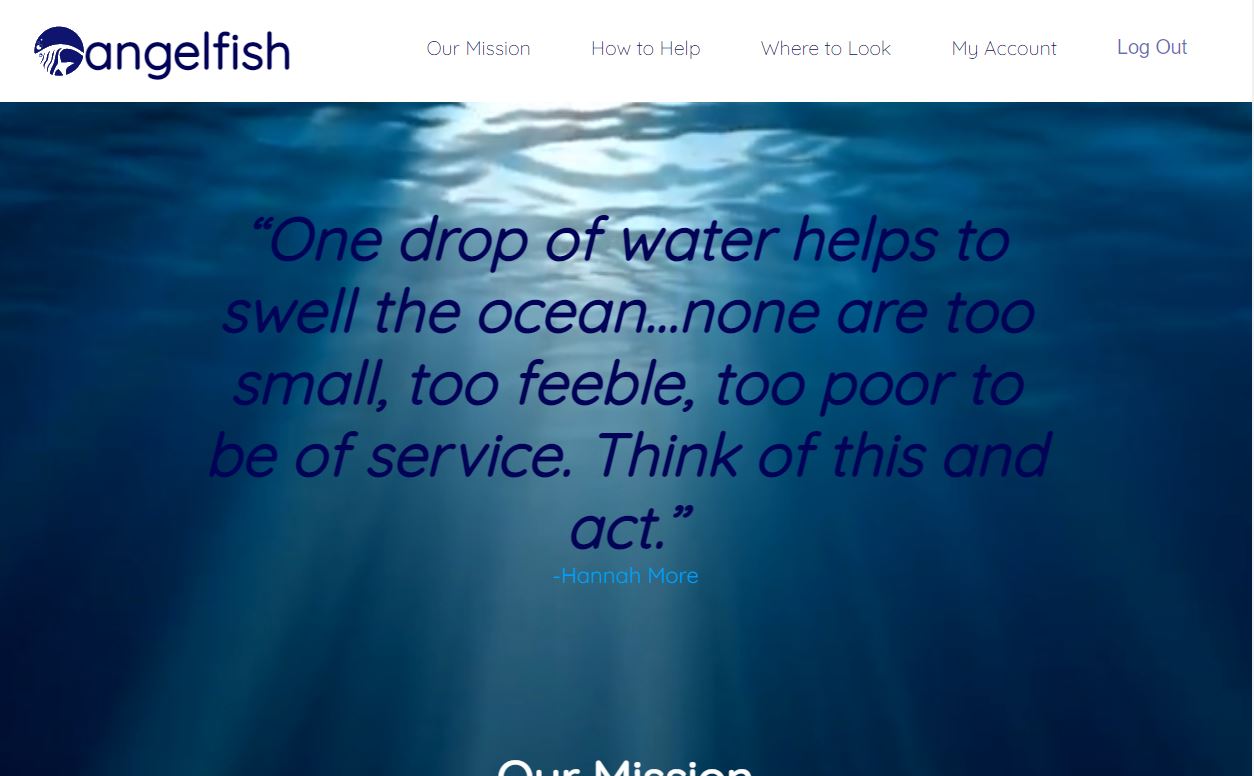 angelfish
Our Mission
How to Help
Where to Look
My Account
Log Out
“One drop of water helps to
swell the ocean...none are too
small, too feeble, too poor to
be of service. Think of this and
act.”
-Hannah More
Our Mission